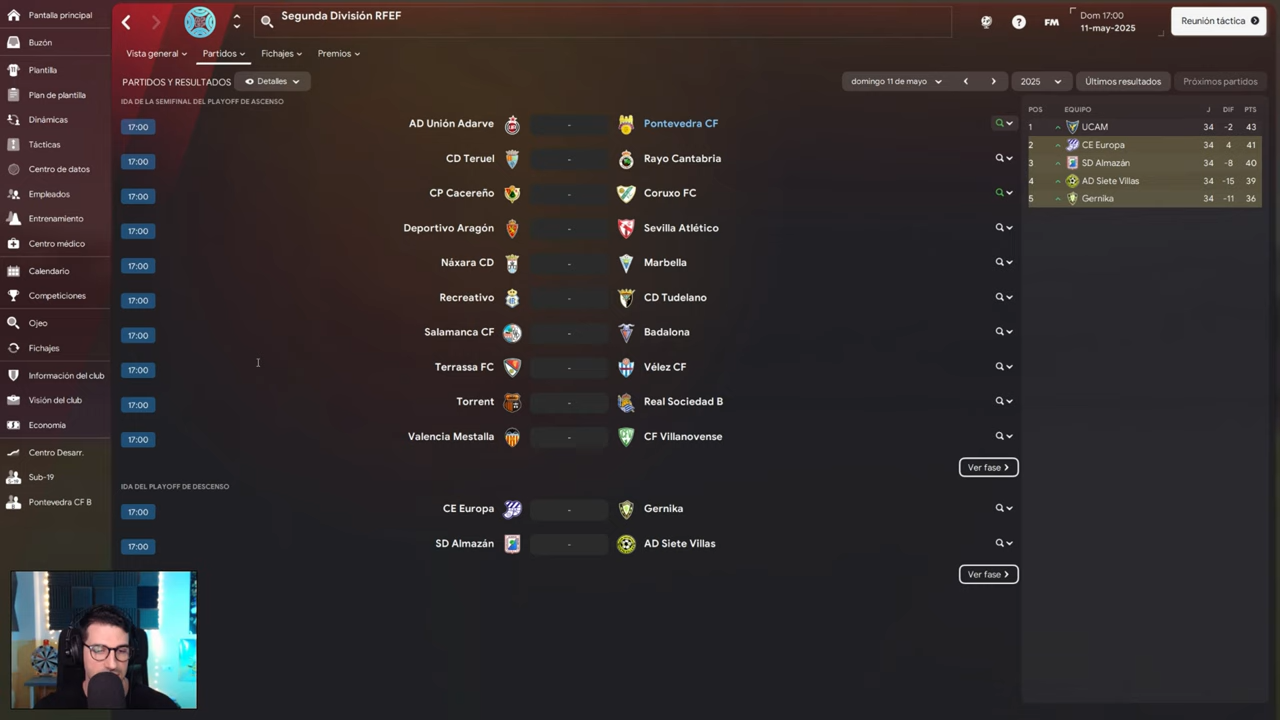 Pantalla principal
Buzón
Plantilla
Plan de plantilla
Dinámicas
Tácticas
Centro de datos
Empleados
Entrenamiento
Centro médico
Calendario
Competiciones
Ojeo
Fichajes
Información del club
Visión del club
Economía
Centro Desarr.
Sub-19
Pontevedra CF B
Segunda División RFEF
FM
Dom 17:00
11-may-2025
Reunión táctica
Vista general
Partidos
Fichajes
Premios
PARTIDOS Y RESULTADOS
Detalles
domingo 11 de mayo
2025
Últimos resultados
Próximos partidos
IDA DE LA SEMIFINAL DEL PLAYOFF DE ASCENSO
17:00 AD Unión Adarve - Pontevedra CF
17:00 CD Teruel - Rayo Cantabria
17:00 CP Cacereño - Coruxo FC
17:00 Deportivo Aragón - Sevilla Atlético
17:00 Náxara CD - Marbella
17:00 Recreativo - CD Tudelano
17:00 Salamanca CF - Badalona
17:00 Terrassa FC - Vélez CF
17:00 Torrent - Real Sociedad B
17:00 Valencia Mestalla - CF Villanovense
Ver fase
IDA DEL PLAYOFF DE DESCENSO
17:00 CE Europa - Gernika
17:00 SD Almazán - AD Siete Villas
Ver fase
POS EQUIPO J DIF PTS
1 UCAM 34 -2 43
2 CE Europa 34 4 41
3 SD Almazán 34 -8 40
4 AD Siete Villas 34 -15 39
5 Gernika 34 -11 36